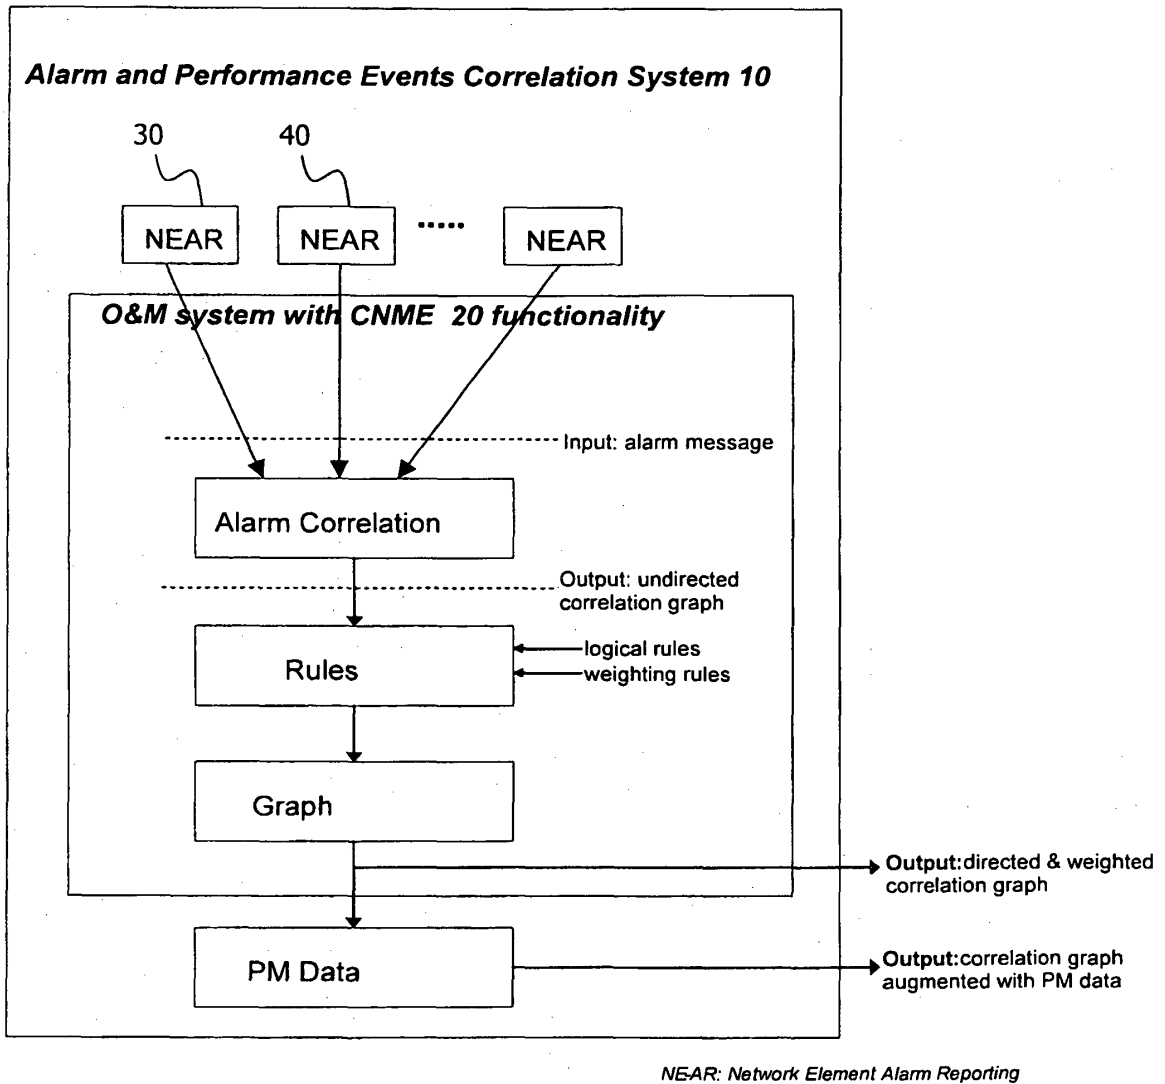 Alarm and Performance Events Correlation System 10
30
40
NEAR
NEAR
.....
NEAR
O&M system with CNME 20 functionality
Input: alarm message
Alarm Correlation
Output: undirected
correlation graph
Rules
logical rules
weighting rules
Graph
Output:directed & weighted
correlation graph
PM Data
Output:correlation graph
augmented with PM data
NEAR: Network Element Alarm Reporting